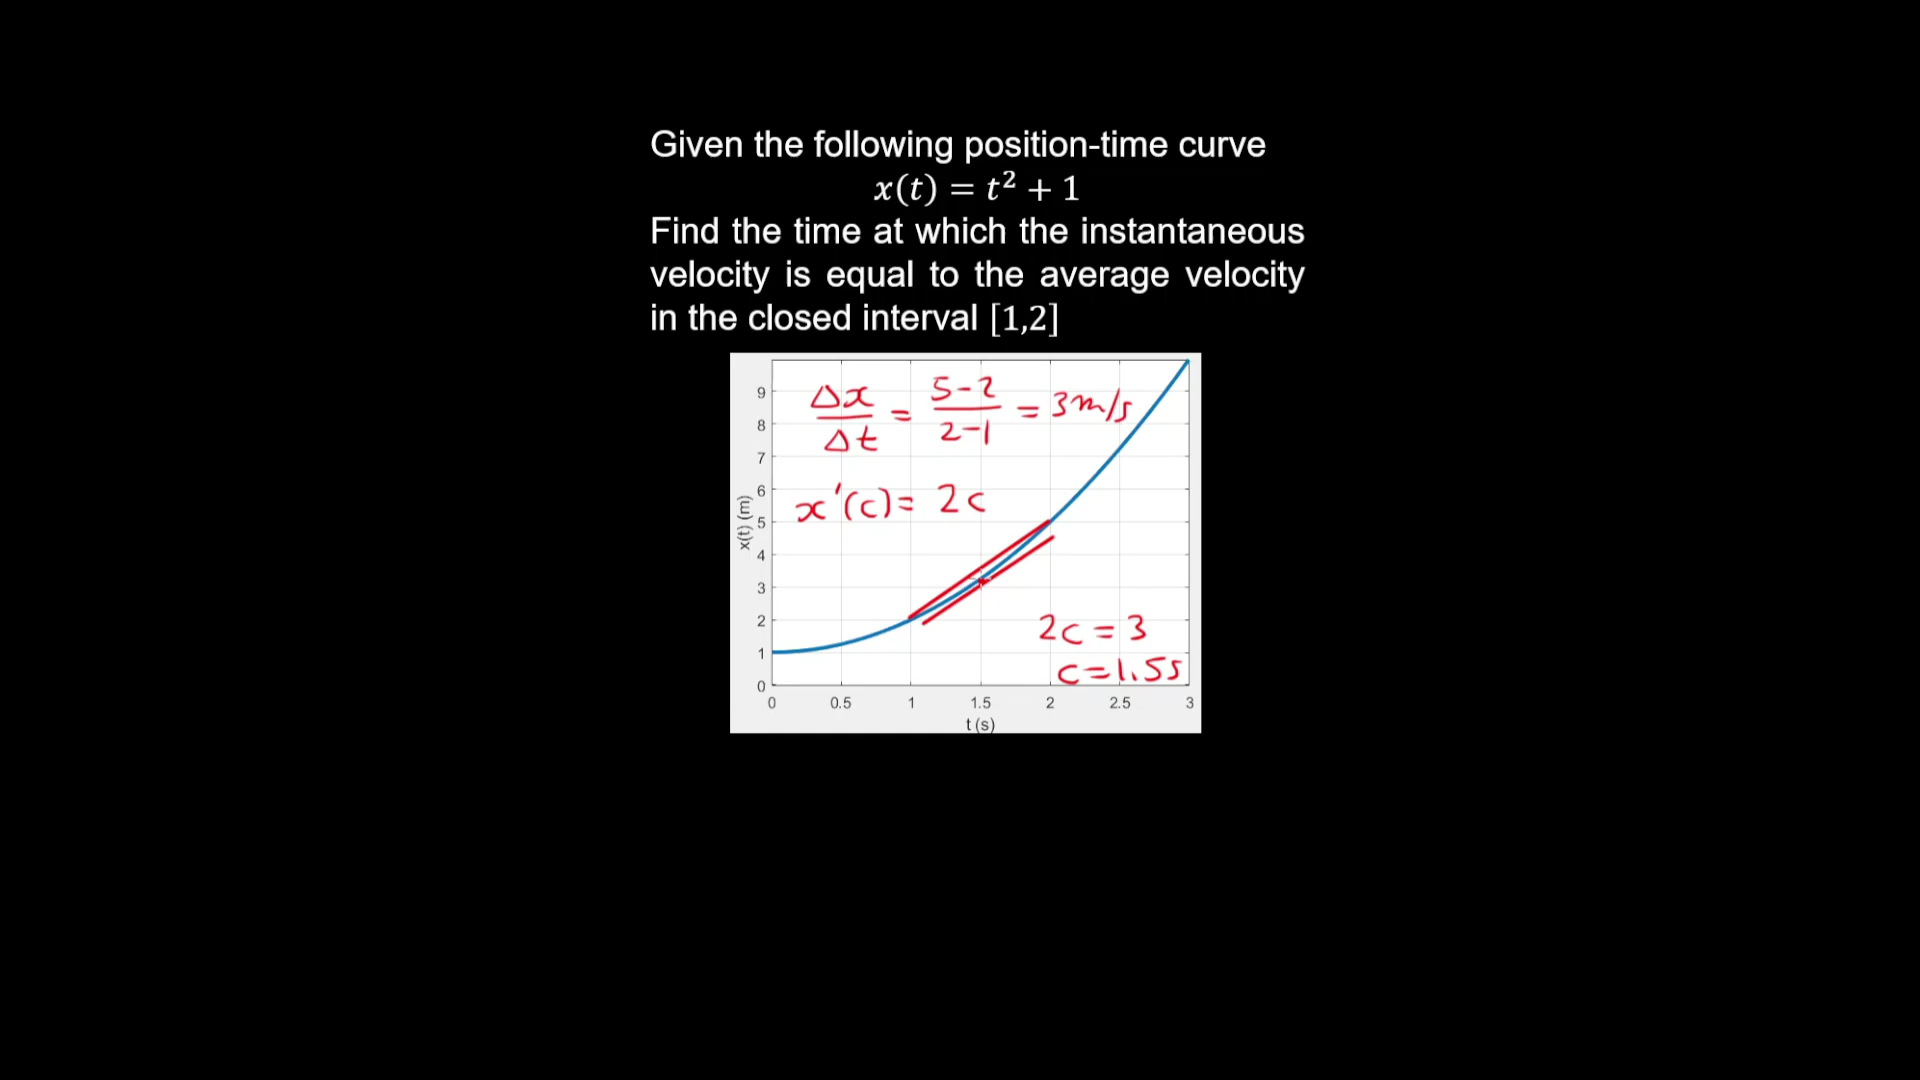 Given the following position-time curve
x(t) = t² + 1
Find the time at which the instantaneous
velocity is equal to the average velocity
in the closed interval [1,2]
Δx/Δt = 5-2/2-1 = 3m/s
x'(c) = 2c
2c = 3
c = 1.5s
x(t) (m)
9
8
7
6
5
4
3
2
1
0
0 0.5 1 1.5 2 2.5 3
t (s)